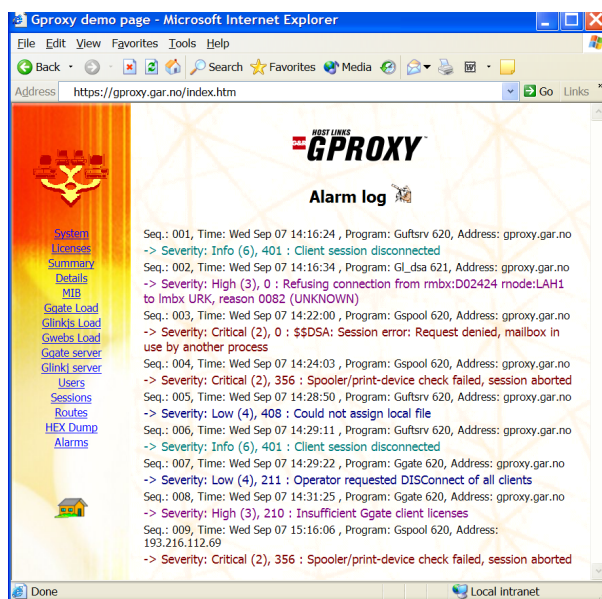 Gproxy demo page - Microsoft Internet Explorer
File Edit View Favorites Tools Help
Back Search Favorites Media
Address https://gproxy.gar.no/index.htm Go Links »
HOST LINKS
GPROXY™
Alarm log
System
Licenses
Summary
Details
MIB
Ggate Load
Glinkjs Load
Gwebs Load
Ggate server
Glinkj server
Users
Sessions
Routes
HEX Dump
Alarms
Seq.: 001, Time: Wed Sep 07 14:16:24 , Program: Guftsrv 620, Address: gproxy.gar.no
-> Severity: Info (6), 401 : Client session disconnected
Seq.: 002, Time: Wed Sep 07 14:16:34 , Program: Gl_dsa 621, Address: gproxy.gar.no
-> Severity: High (3), 0 : Refusing connection from rmbx:D02424 rnode:LAH1
to lmbx URK, reason 0082 (UNKNOWN)
Seq.: 003, Time: Wed Sep 07 14:22:00 , Program: Gspool 620, Address: gproxy.gar.no
-> Severity: Critical (2), 0 : $$DSA: Session error: Request denied, mailbox in
use by another process
Seq.: 004, Time: Wed Sep 07 14:24:03 , Program: Gspool 620, Address: gproxy.gar.no
-> Severity: Critical (2), 356 : Spooler/print-device check failed, session aborted
Seq.: 005, Time: Wed Sep 07 14:28:50 , Program: Guftsrv 620, Address: gproxy.gar.no
-> Severity: Low (4), 408 : Could not assign local file
Seq.: 006, Time: Wed Sep 07 14:29:11 , Program: Guftsrv 620, Address: gproxy.gar.no
-> Severity: Info (6), 401 : Client session disconnected
Seq.: 007, Time: Wed Sep 07 14:29:22 , Program: Ggate 620, Address: gproxy.gar.no
-> Severity: Low (4), 211 : Operator requested DISConnect of all clients
Seq.: 008, Time: Wed Sep 07 14:31:25 , Program: Ggate 620, Address: gproxy.gar.no
-> Severity: High (3), 210 : Insufficient Ggate client licenses
Seq.: 009, Time: Wed Sep 07 15:16:06 , Program: Gspool 620, Address:
193.216.112.69
-> Severity: Critical (2), 356 : Spooler/print-device check failed, session aborted
Done Local intranet